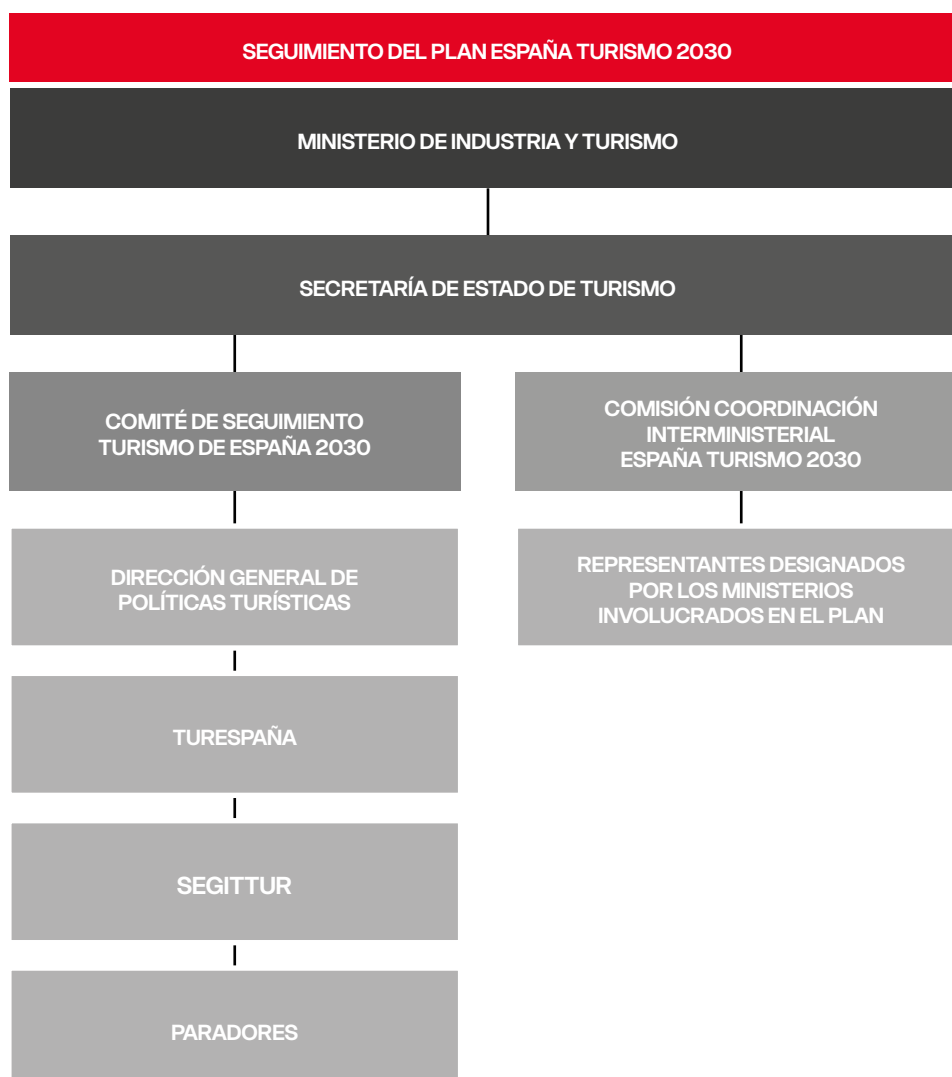 SEGUIMIENTO DEL PLAN ESPAÑA TURISMO 2030
MINISTERIO DE INDUSTRIA Y TURISMO
SECRETARÍA DE ESTADO DE TURISMO
COMITÉ DE SEGUIMIENTO
TURISMO DE ESPAÑA 2030
COMISIÓN COORDINACIÓN
INTERMINISTERIAL
ESPAÑA TURISMO 2030
DIRECCIÓN GENERAL DE
POLÍTICAS TURÍSTICAS
REPRESENTANTES DESIGNADOS
POR LOS MINISTERIOS
INVOLUCRADOS EN EL PLAN
TURESPAÑA
SEGITTUR
PARADORES